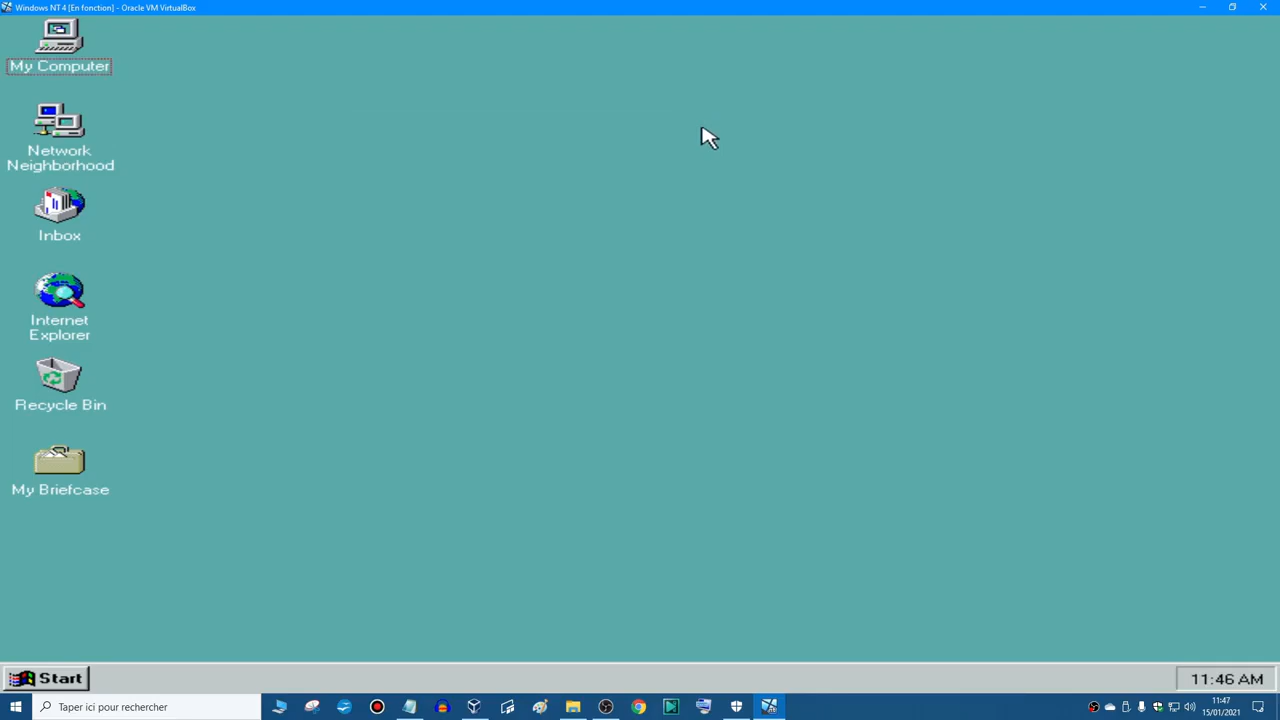 Windows NT 4 [En fonction] - Oracle VM VirtualBox
My Computer
Network
Neighborhood
Inbox
Internet
Explorer
Recycle Bin
My Briefcase
Start
11:46 AM
Taper ici pour rechercher
11:47
15/01/2021